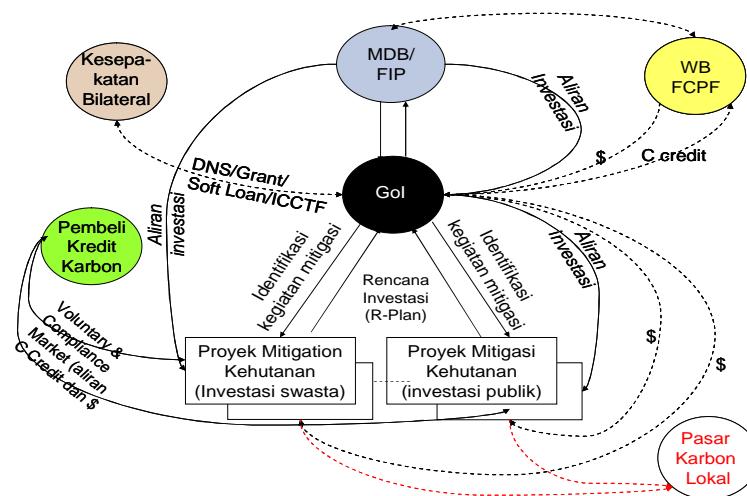 Kesepa-
katan
Bilateral
MDB/
FIP
WB
FCPF
Aliran
Investasi
$
C credit
DNS/Grant/
Soft Loan/ICCTF
GoI
Pembeli
Kredit
Karbon
Aliran
investasi
Identifikasi
kegiatan mitigasi
Rencana
Investasi
(R-Plan)
Identifikasi
kegiatan mitigasi
Aliran
Investasi
Voluntary &
Compliance
Market (aliran
C-Credit dan $
Proyek Mitigation
Kehutanan
(Investasi swasta)
Proyek Mitigasi
Kehutanan
(investasi publik)
$
$
Pasar
Karbon
Lokal